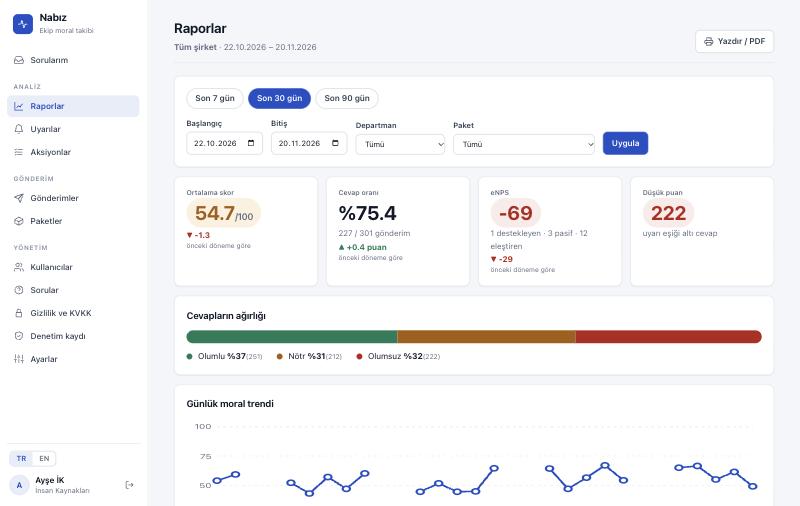 Nabız
Ekip moral takibi
Sorularım
ANALİZ
Raporlar
Uyarılar
Aksiyonlar
GÖNDERİM
Gönderimler
Paketler
YÖNETİM
Kullanıcılar
Sorular
Gizlilik ve KVKK
Denetim kaydı
Ayarlar
TR EN
A
Ayşe İK
İnsan Kaynakları
Raporlar
Tüm şirket · 22.10.2026 – 20.11.2026
Yazdır / PDF
Son 7 gün Son 30 gün Son 90 gün
Başlangıç Bitiş Departman Paket
22.10.2026 20.11.2026 Tümü Tümü Uygula
Ortalama skor
54.7/100
▼ -1.3
önceki döneme göre
Cevap oranı
%75.4
227 / 301 gönderim
▲ +0.4 puan
önceki döneme göre
eNPS
-69
1 destekleyen · 3 pasif · 12
eleştiren
▼ -29
önceki döneme göre
Düşük puan
222
uyarı eşiği altı cevap
Cevapların ağırlığı
Olumlu %37(251) Nötr %31(212) Olumsuz %32(222)
Günlük moral trendi
100
75
50